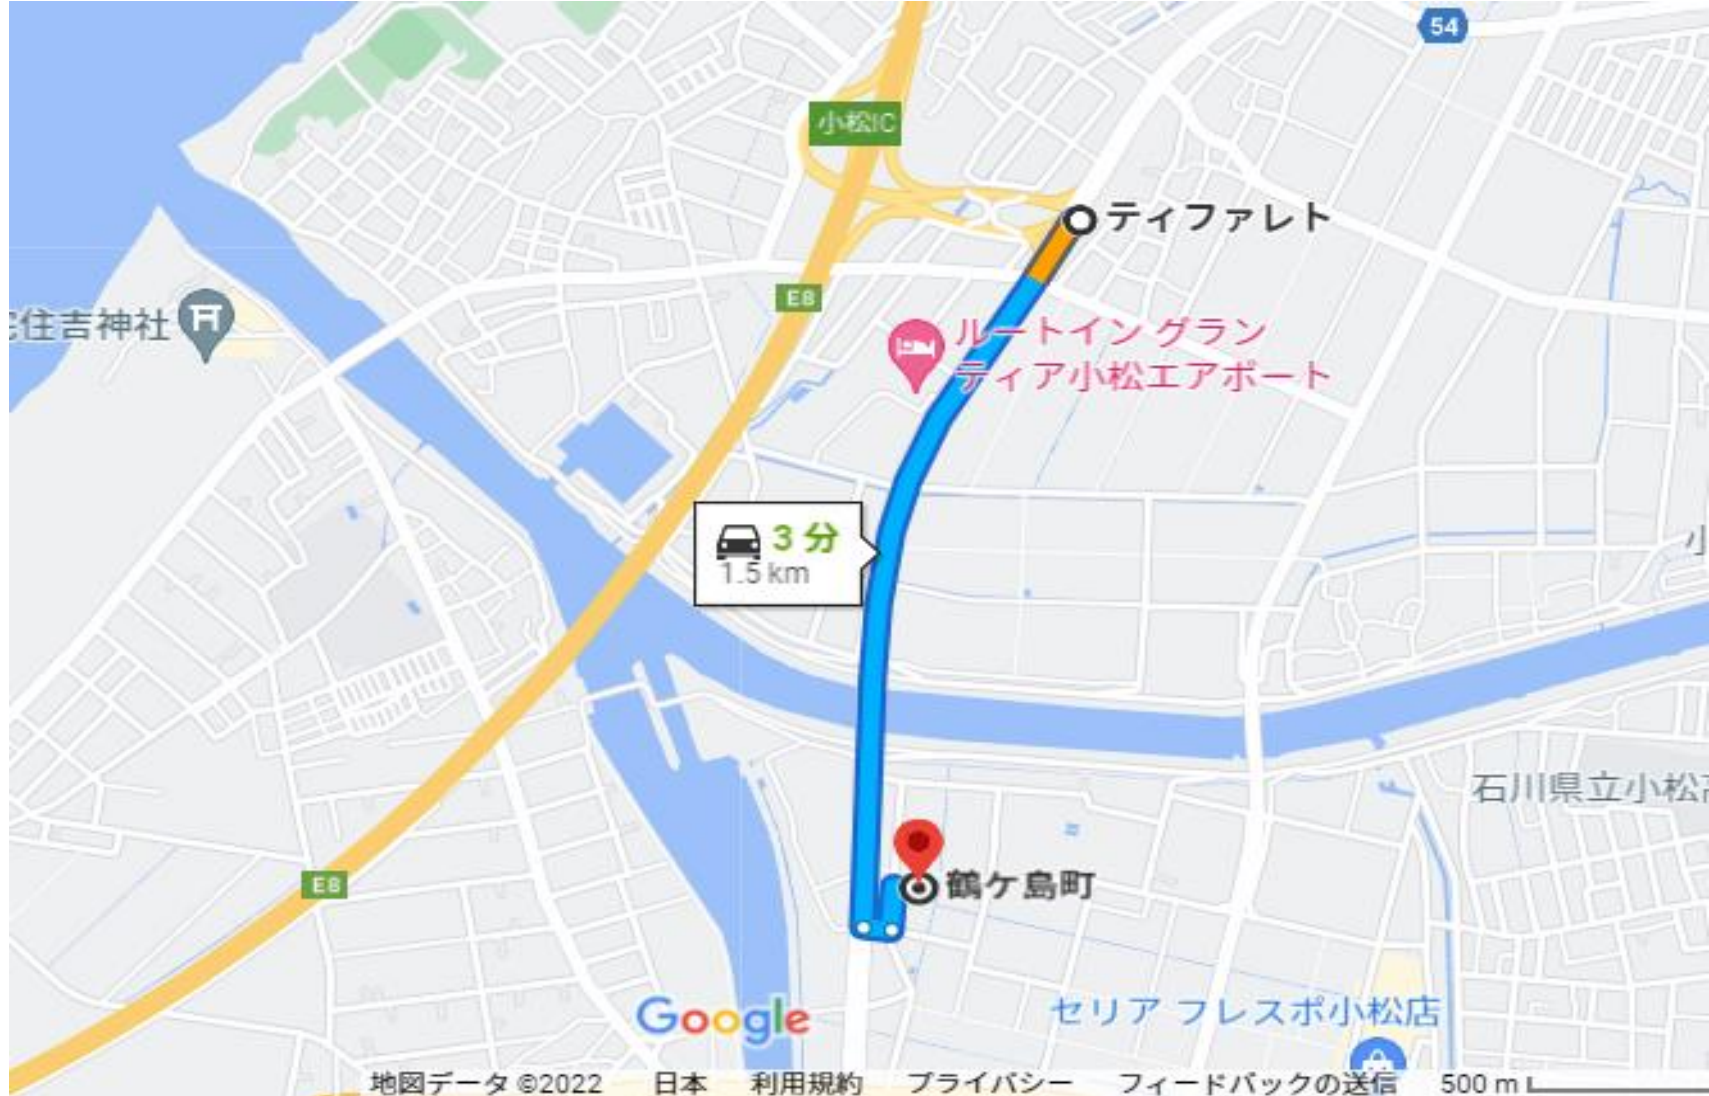 54
小松IC
ティファレト
E8
住吉神社
ルートイン グラン
ティア小松エアポート
3 分
1.5 km
小
石川県立小松
E8
鶴ケ島町
セリア フレスポ小松店
Google
地図データ ©2022 日本 利用規約 プライバシー フィードバックの送信 500 m